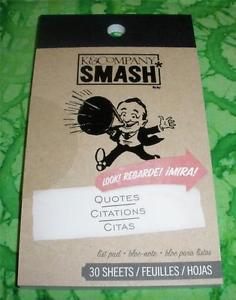 K&COMPANY
SMASH*
LOOK! REGARDE! ¡MIRA!
QUOTES
CITATIONS
CITAS
list pad - bloc-note - bloc para listas
30 SHEETS / FEUILLES / HOJAS